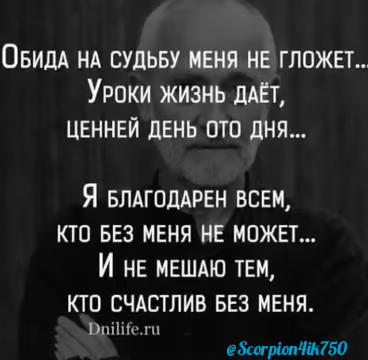 Обида на судьбу меня не гложет...
Уроки жизнь даёт,
ценней день ото дня...
Я благодарен всем,
кто без меня не может...
И не мешаю тем,
кто счастлив без меня.
Dnilife.ru
@Scorpion4ik750